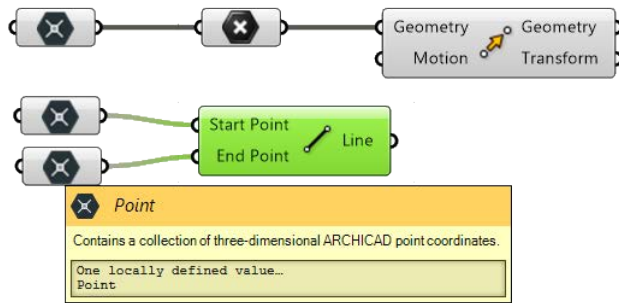 Geometry
Geometry
Motion
Transform
Start Point
Line
End Point
Point
Contains a collection of three-dimensional ARCHICAD point coordinates.
One locally defined value…
Point